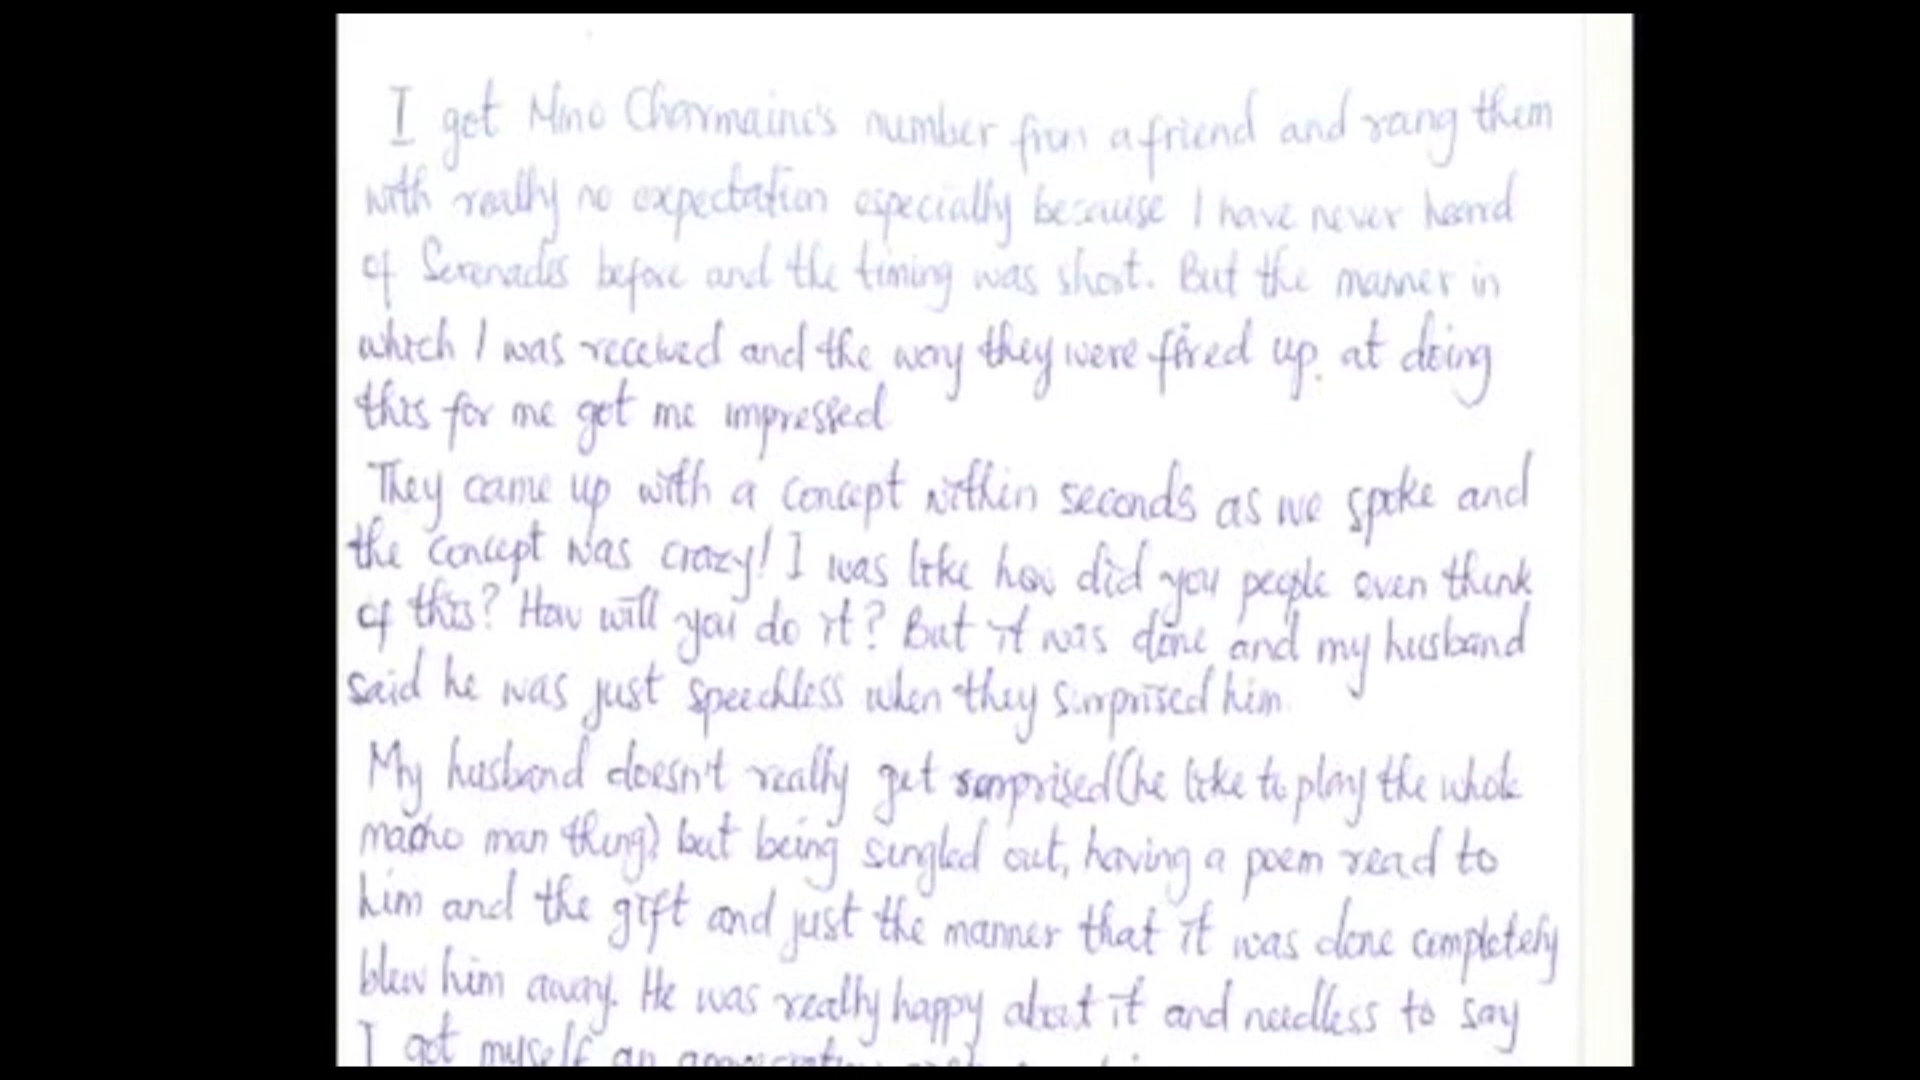 I got Nino Charmaine's number from a friend and rang them
with really no expectation especially because I have never heard
of Serenades before and the timing was short. But the manner in
which I was received and the way they were fired up. at doing
this for me got me impressed
They came up with a concept within seconds as we spoke and
the concept was crazy! I was like how did you people even think
of this? How will you do it? But it was done and my husband
said he was just speechless when they surprised him.
My husband doesn't really get surprised (he like to play the whole
macho man thing) but being singled out, having a poem read to
him and the gift and just the manner that it was done completely
blew him away. He was really happy about it and needless to say
I got myself an